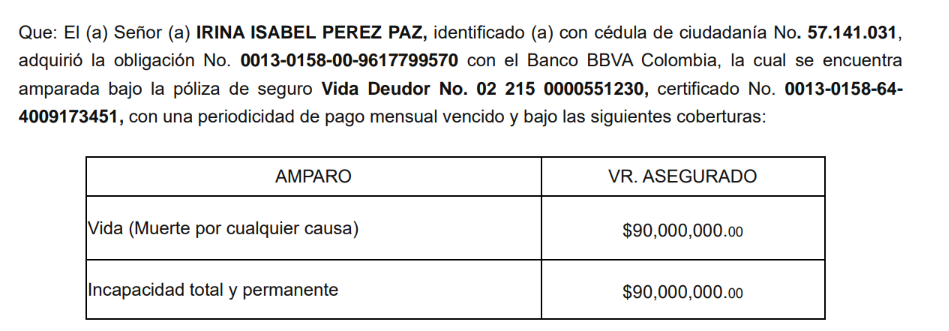 Que: El (a) Señor (a) IRINA ISABEL PEREZ PAZ, identificado (a) con cédula de ciudadanía No. 57.141.031,
adquirió la obligación No. 0013-0158-00-9617799570 con el Banco BBVA Colombia, la cual se encuentra
amparada bajo la póliza de seguro Vida Deudor No. 02 215 0000551230, certificado No. 0013-0158-64-
4009173451, con una periodicidad de pago mensual vencido y bajo las siguientes coberturas:
AMPARO VR. ASEGURADO
Vida (Muerte por cualquier causa) $90,000,000.00
Incapacidad total y permanente $90,000,000.00